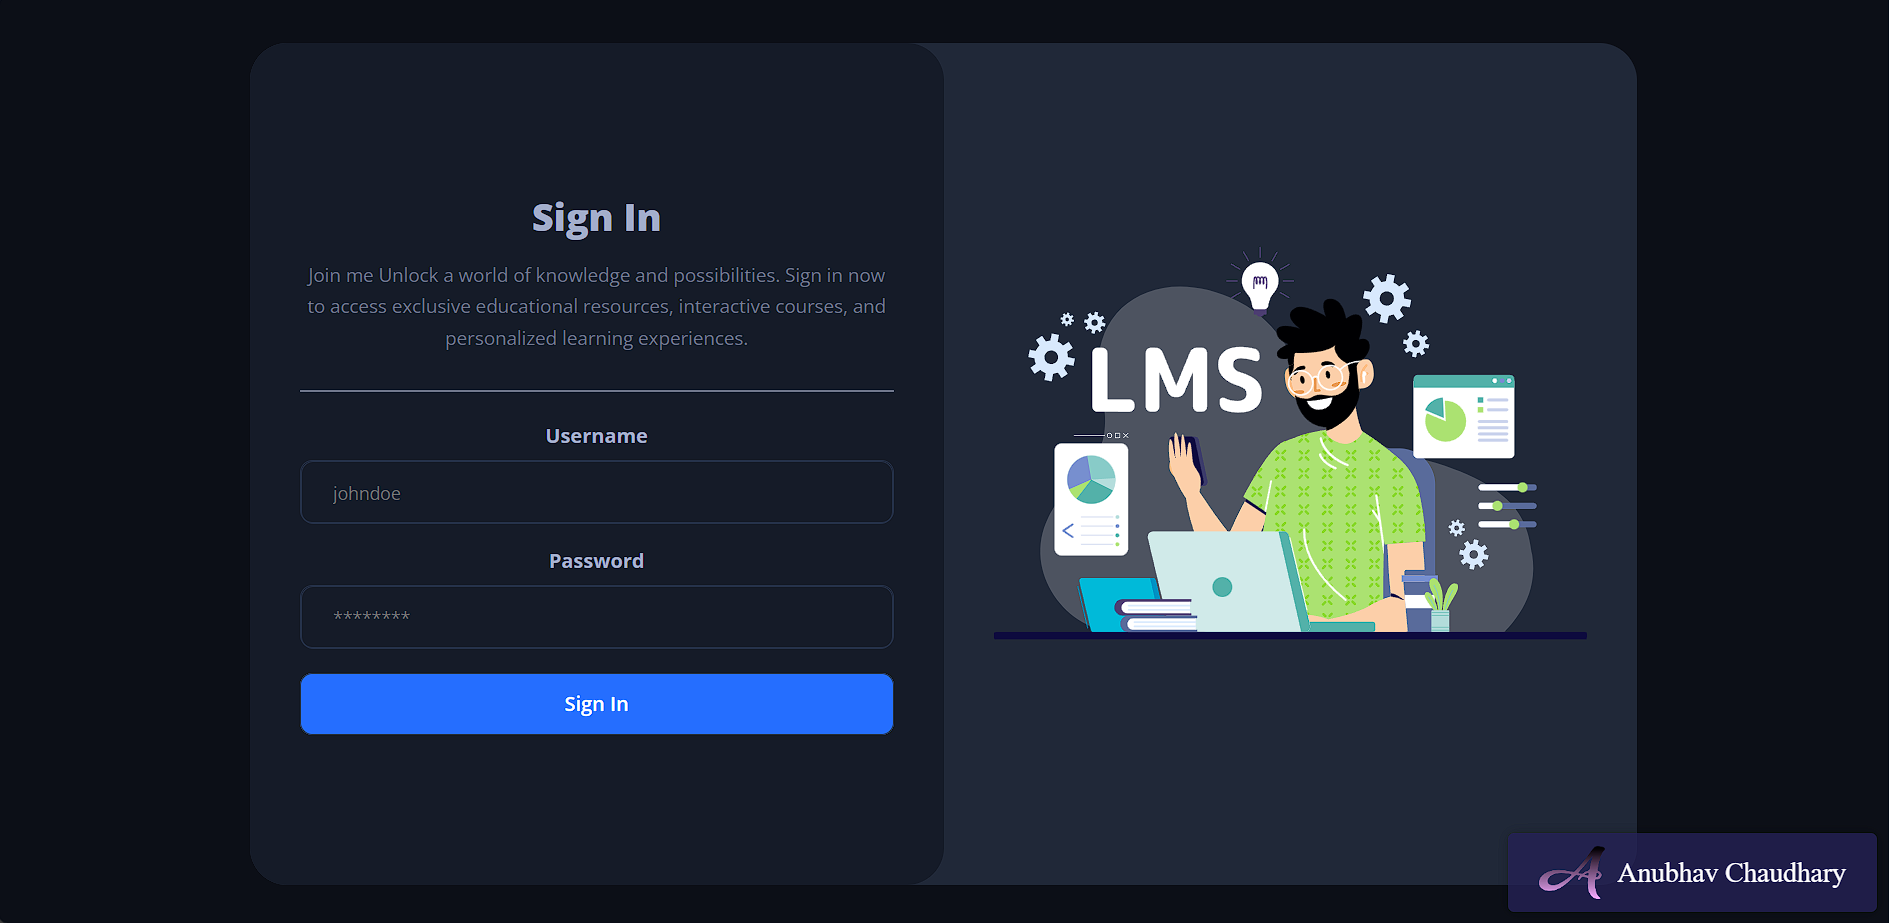 Sign In
Join me Unlock a world of knowledge and possibilities. Sign in now
to access exclusive educational resources, interactive courses, and
personalized learning experiences.
Username
johndoe
Password
********
Sign In
LMS
Anubhav Chaudhary